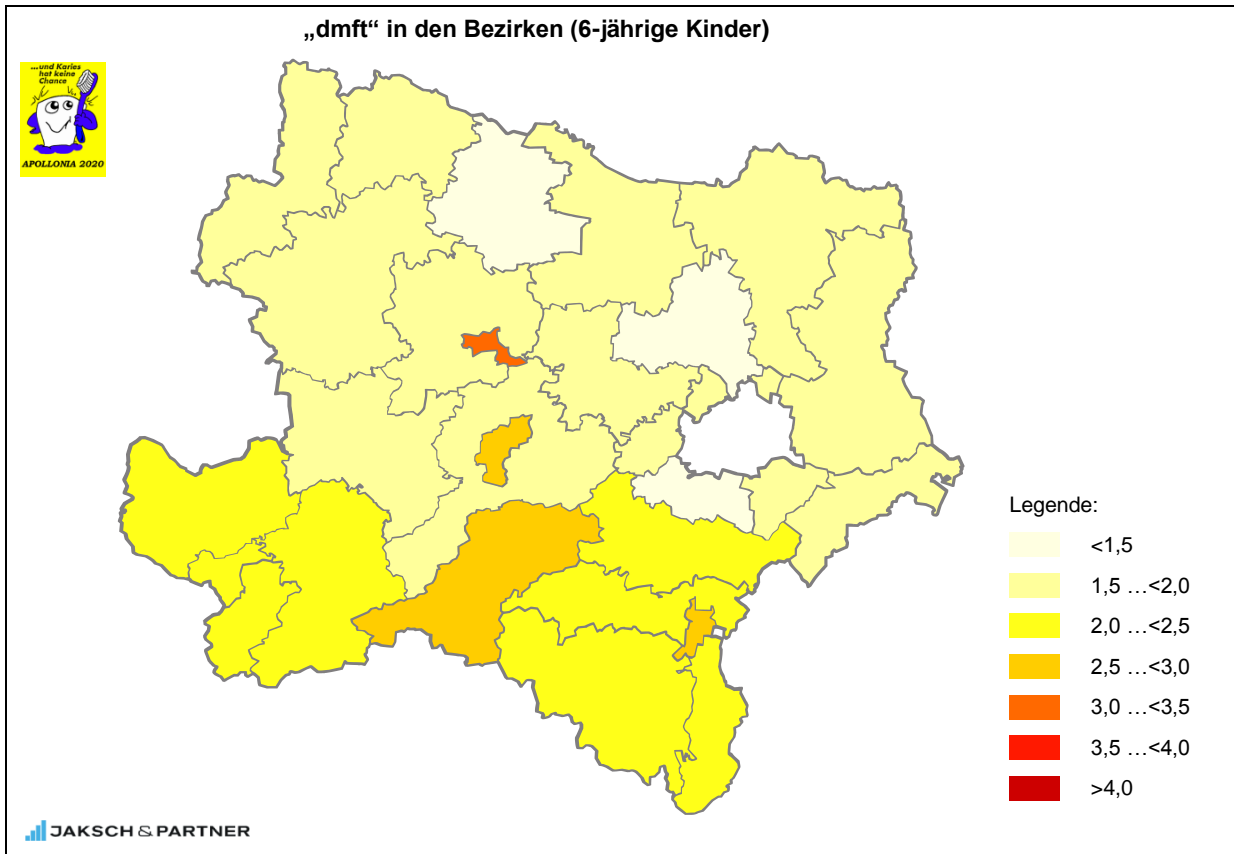 „dmft“ in den Bezirken (6-jährige Kinder)
...und Karies
hat keine
Chance
APOLLONIA 2020
Legende:
<1,5
1,5 …<2,0
2,0 …<2,5
2,5 …<3,0
3,0 …<3,5
3,5 …<4,0
>4,0
JAKSCH & PARTNER